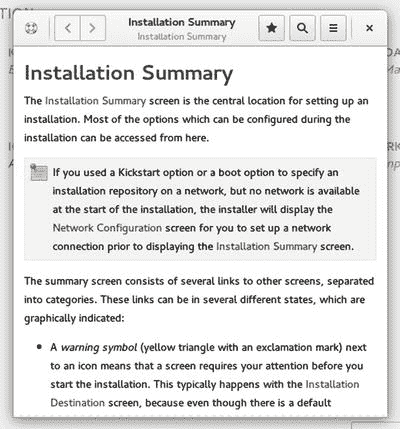 Installation Summary
Installation Summary
Installation Summary
The Installation Summary screen is the central location for setting up an
installation. Most of the options which can be configured during the
installation can be accessed from here.
If you used a Kickstart option or a boot option to specify an
installation repository on a network, but no network is available
at the start of the installation, the installer will display the
Network Configuration screen for you to set up a network
connection prior to displaying the Installation Summary screen.
The summary screen consists of several links to other screens, separated
into categories. These links can be in several different states, which are
graphically indicated:
• A warning symbol (yellow triangle with an exclamation mark) next
to an icon means that a screen requires your attention before you
start the installation. This typically happens with the Installation
Destination screen, because even though there is a default